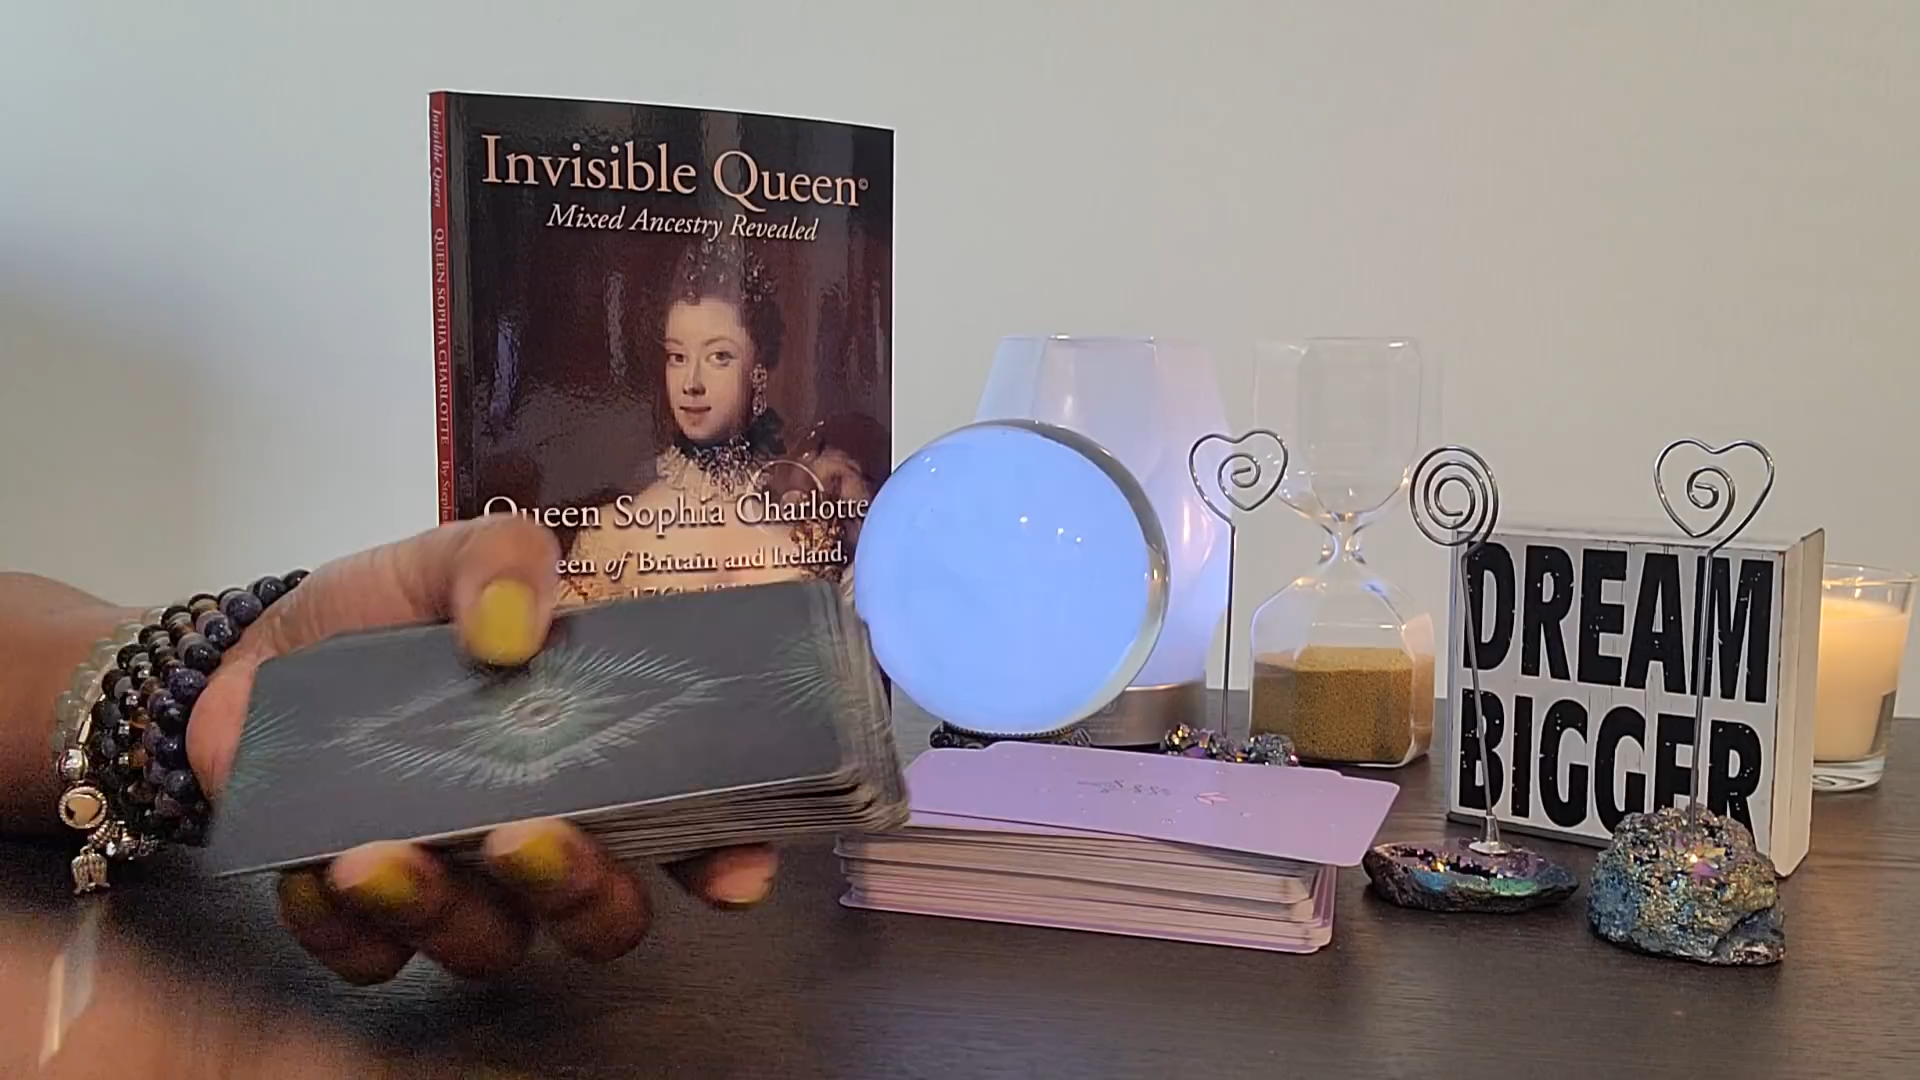 Invisible Queen©
Mixed Ancestry Revealed
Queen Sophia Charlotte
of Britain and Ireland,
Invisible Queen QUEEN SOPHIA CHARLOTTE By
DREAM
BIGGER